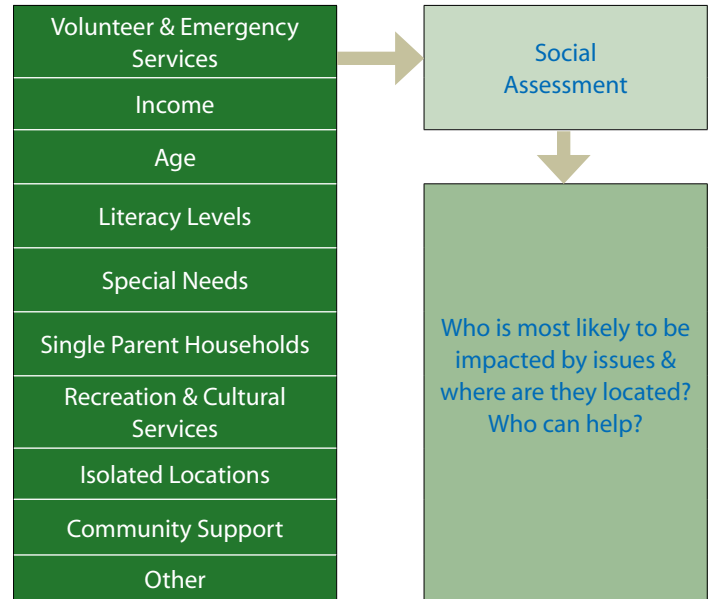 Volunteer & Emergency
Services
Income
Age
Literacy Levels
Special Needs
Single Parent Households
Recreation & Cultural
Services
Isolated Locations
Community Support
Other
Social
Assessment
Who is most likely to be
impacted by issues &
where are they located?
Who can help?